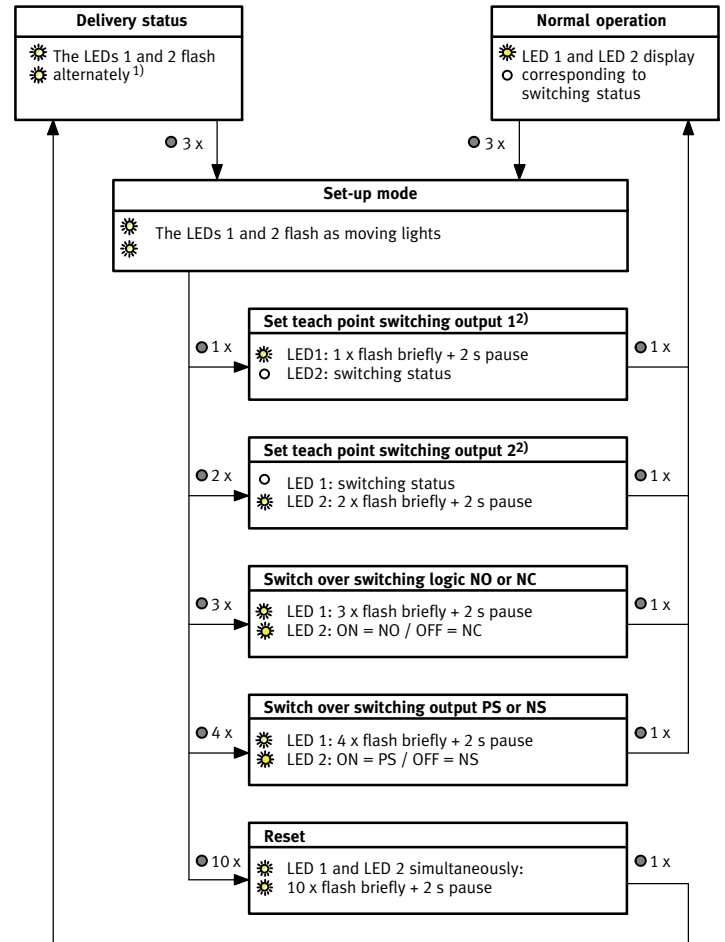 Delivery status
The LEDs 1 and 2 flash
alternately 1)
Normal operation
LED 1 and LED 2 display
corresponding to
switching status
3 x
3 x
Set-up mode
The LEDs 1 and 2 flash as moving lights
Set teach point switching output 12)
1 x
LED1: 1 x flash briefly + 2 s pause
LED2: switching status
1 x
Set teach point switching output 22)
2 x
LED 1: switching status
LED 2: 2 x flash briefly + 2 s pause
1 x
Switch over switching logic NO or NC
3 x
LED 1: 3 x flash briefly + 2 s pause
LED 2: ON = NO / OFF = NC
1 x
Switch over switching output PS or NS
4 x
LED 1: 4 x flash briefly + 2 s pause
LED 2: ON = PS / OFF = NS
1 x
Reset
10 x
LED 1 and LED 2 simultaneously:
10 x flash briefly + 2 s pause
1 x